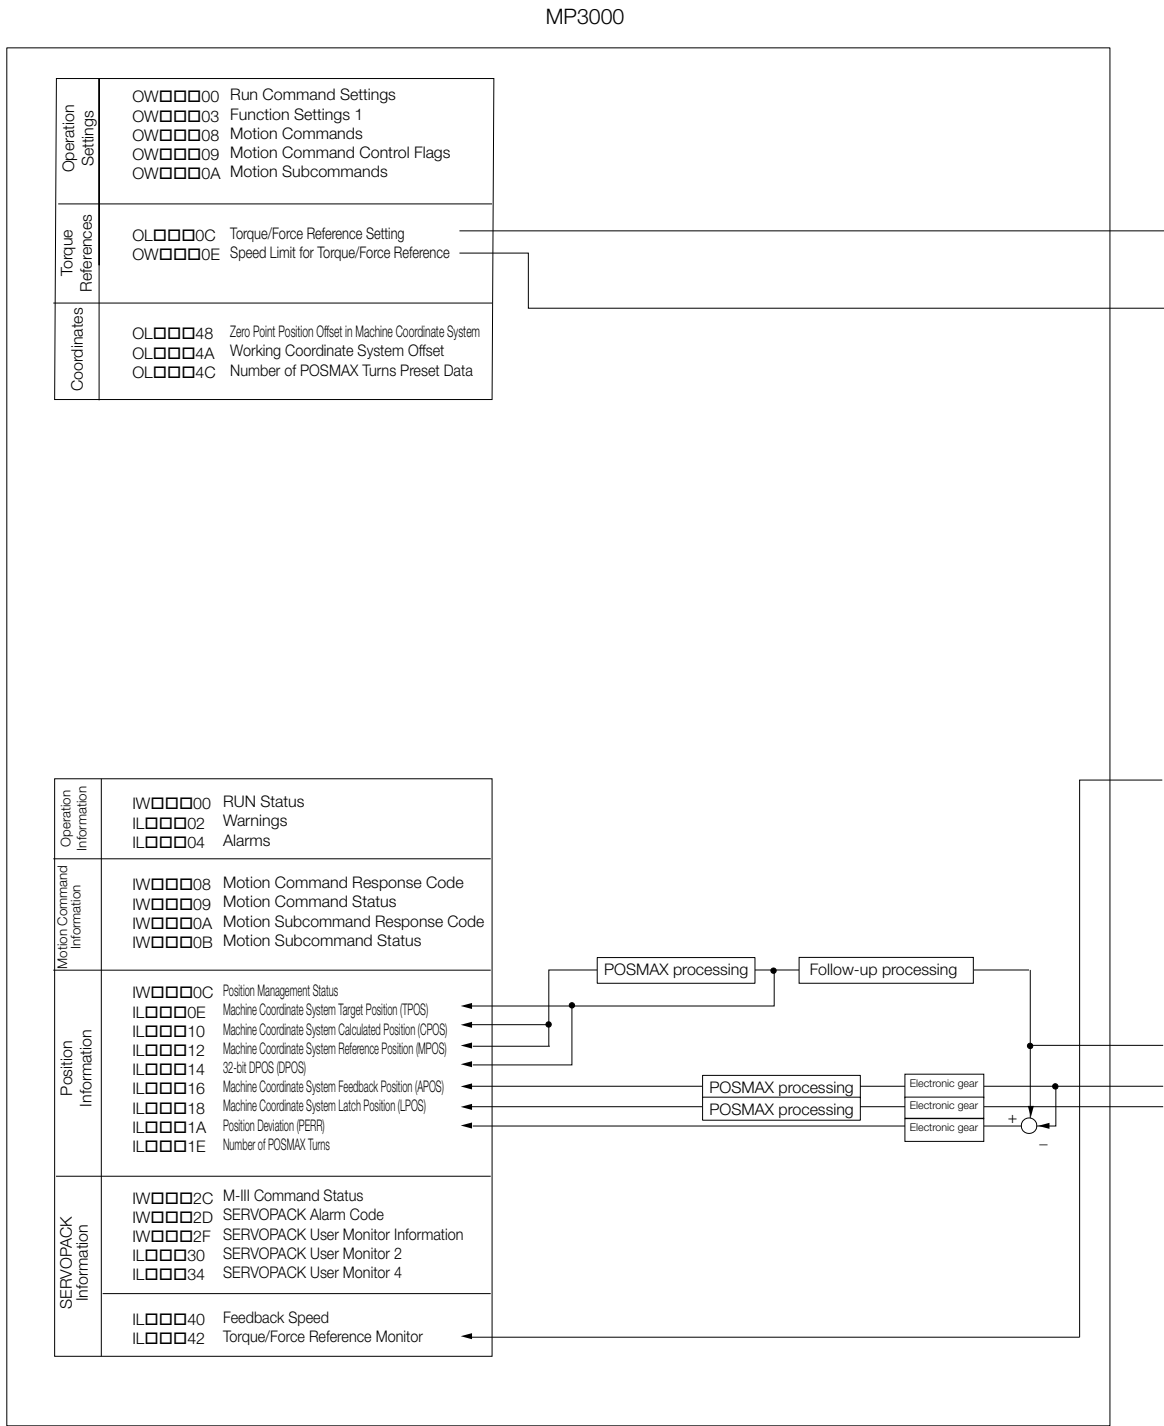 MP3000
Operation
Settings
OW□□□00 Run Command Settings
OW□□□03 Function Settings 1
OW□□□08 Motion Commands
OW□□□09 Motion Command Control Flags
OW□□□0A Motion Subcommands
Torque
References
OL□□□0C Torque/Force Reference Setting
OW□□□0E Speed Limit for Torque/Force Reference
Coordinates
OL□□□48 Zero Point Position Offset in Machine Coordinate System
OL□□□4A Working Coordinate System Offset
OL□□□4C Number of POSMAX Turns Preset Data
Operation
Information
IW□□□00 RUN Status
IL□□□02 Warnings
IL□□□04 Alarms
Motion Command
Information
IW□□□08 Motion Command Response Code
IW□□□09 Motion Command Status
IW□□□0A Motion Subcommand Response Code
IW□□□0B Motion Subcommand Status
Position
Information
IW□□□0C Position Management Status
IL□□□0E Machine Coordinate System Target Position (TPOS)
IL□□□10 Machine Coordinate System Calculated Position (CPOS)
IL□□□12 Machine Coordinate System Reference Position (MPOS)
IL□□□14 32-bit DPOS (DPOS)
IL□□□16 Machine Coordinate System Feedback Position (APOS)
IL□□□18 Machine Coordinate System Latch Position (LPOS)
IL□□□1A Position Deviation (PERR)
IL□□□1E Number of POSMAX Turns
POSMAX processing
Follow-up processing
POSMAX processing
Electronic gear
POSMAX processing
Electronic gear
Electronic gear
+
–
SERVOPACK
Information
IW□□□2C M-III Command Status
IW□□□2D SERVOPACK Alarm Code
IW□□□2F SERVOPACK User Monitor Information
IL□□□30 SERVOPACK User Monitor 2
IL□□□34 SERVOPACK User Monitor 4
IL□□□40 Feedback Speed
IL□□□42 Torque/Force Reference Monitor